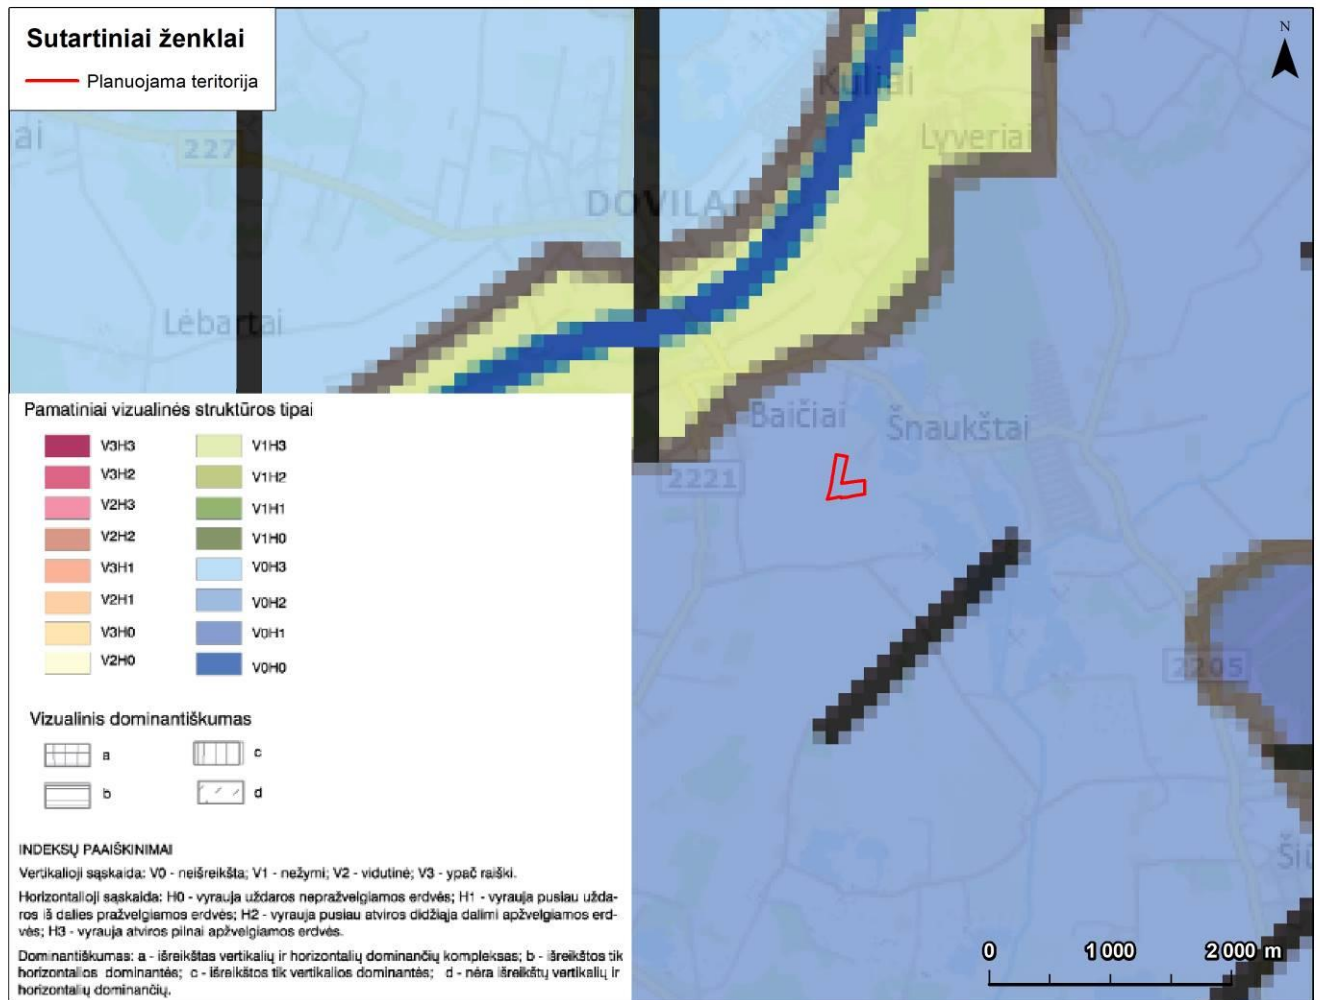 Sutartiniai ženklai
Planuojama teritorija
N
ai
227
Kuliai
Lyveriai
DOVILAI
Lėbartai
Baičiai
Šnaukštai
2221
2205
Šiū
Pamatiniai vizualinės struktūros tipai
V3H3
V1H3
V3H2
V1H2
V2H3
V1H1
V2H2
V1H0
V3H1
V0H3
V2H1
V0H2
V3H0
V0H1
V2H0
V0H0
Vizualinis dominantiškumas
a
c
b
d
INDEKSŲ PAAIŠKINIMAI
Vertikalioji sąskaida: V0 - neišreikšta; V1 - nežymi; V2 - vidutinė; V3 - ypač raiški.
Horizontalioji sąskaida: H0 - vyrauja uždaros nepražvelgiamos erdvės; H1 - vyrauja pusiau užda-
ros iš dalies pražvelgiamos erdvės; H2 - vyrauja pusiau atviros didžiąja dalimi apžvelgiamos erd-
vės; H3 - vyrauja atviros pilnai apžvelgiamos erdvės.
Dominantiškumas: a - išreikštas vertikalių ir horizontalių dominančių kompleksas; b - išreikštos tik
horizontalios dominantės; c - išreikštos tik vertikalios dominantės; d - nėra išreikštų vertikalių ir
horizontalių dominančių.
0 1 000 2 000 m